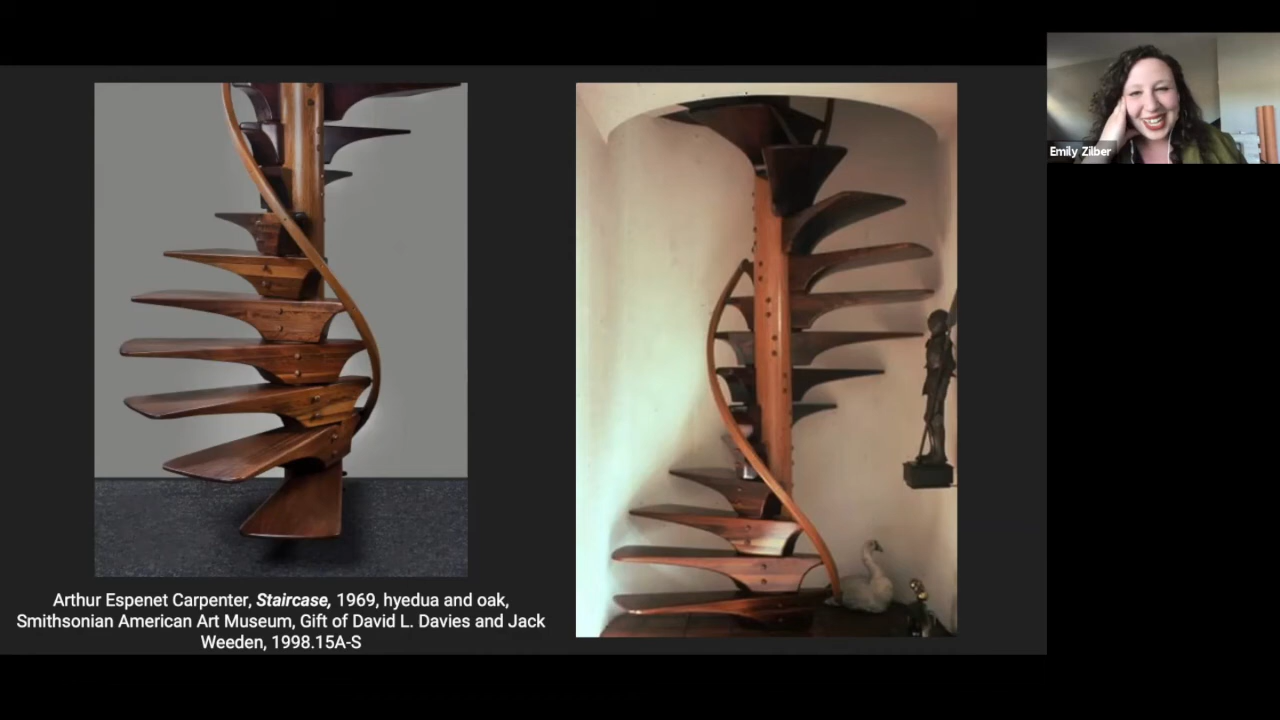 Emily Zilber
Arthur Espenet Carpenter, Staircase, 1969, hyedua and oak,
Smithsonian American Art Museum, Gift of David L. Davies and Jack
Weeden, 1998.15A-S